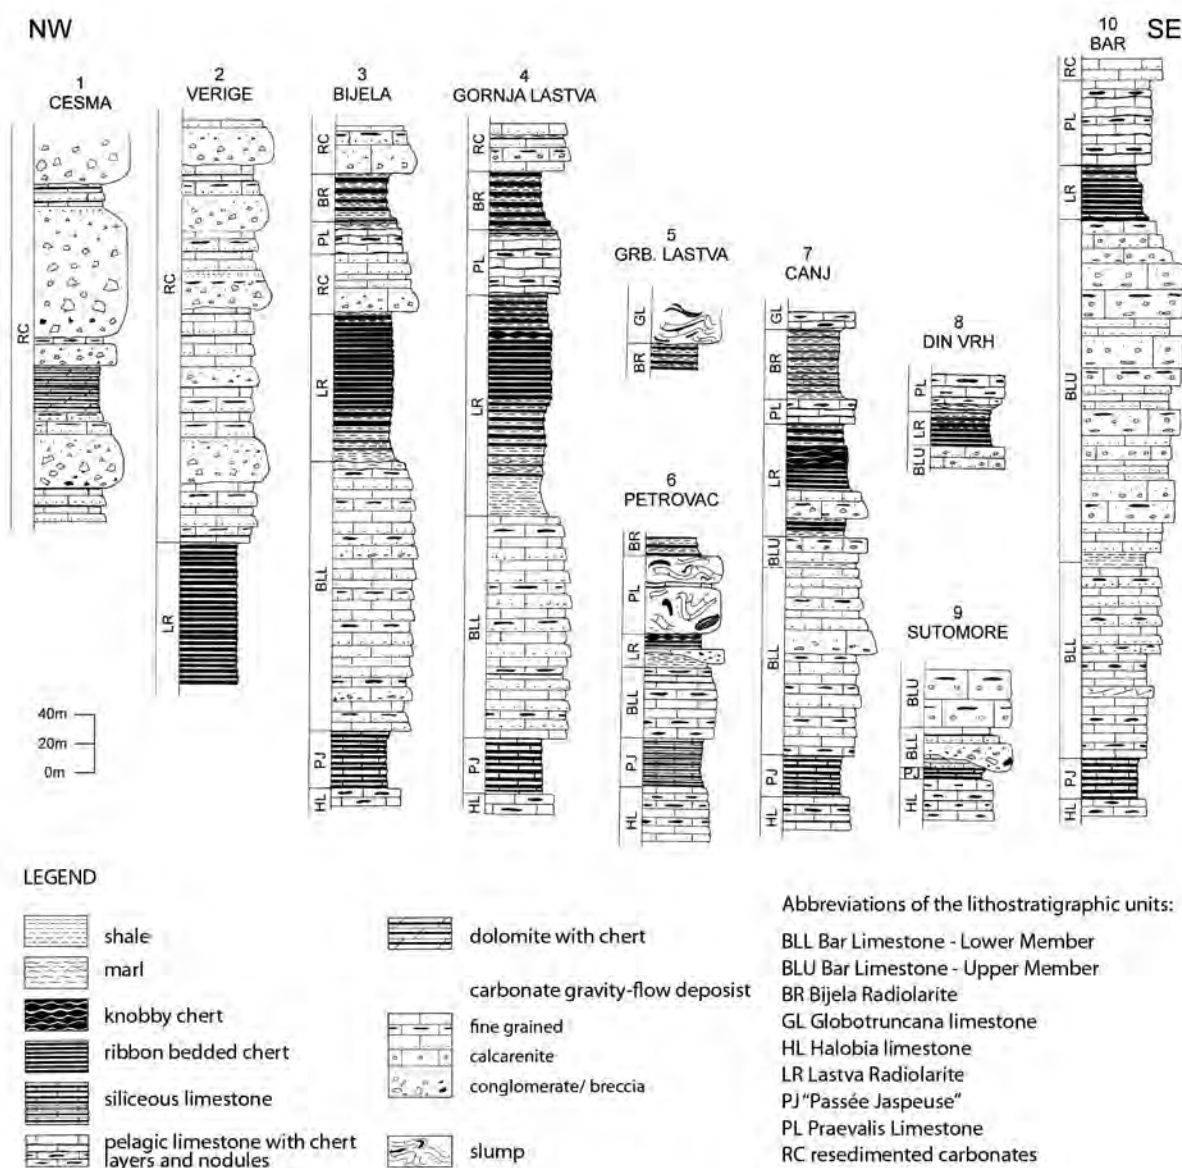 NW
SE
1
CESMA
2
VERIGE
3
BIJELA
4
GORNJA LASTVA
5
GRB. LASTVA
6
PETROVAC
7
CANJ
8
DIN VRH
9
SUTOMORE
10
BAR
RC
RC
LR
RC
BR
PL
RC
LR
BLL
PJ
HL
RC
BR
PL
LR
BLL
PJ
HL
GL
BR
BR
PL
LR
BLL
PJ
HL
GL
BR
PL
LR
BLU
BLL
PJ
HL
PL
LR
BLU
BLU
BLL
PJ
HL
RC
PL
LR
BLU
BLL
PJ
HL
40m
20m
0m
LEGEND
shale
marl
knobby chert
ribbon bedded chert
siliceous limestone
pelagic limestone with chert
layers and nodules
dolomite with chert
carbonate gravity-flow deposist
fine grained
calcarenite
conglomerate/ breccia
slump
Abbreviations of the lithostratigraphic units:
BLL Bar Limestone - Lower Member
BLU Bar Limestone - Upper Member
BR Bijela Radiolarite
GL Globotruncana limestone
HL Halobia limestone
LR Lastva Radiolarite
PJ "Passée Jaspeuse"
PL Praevalis Limestone
RC resedimented carbonates